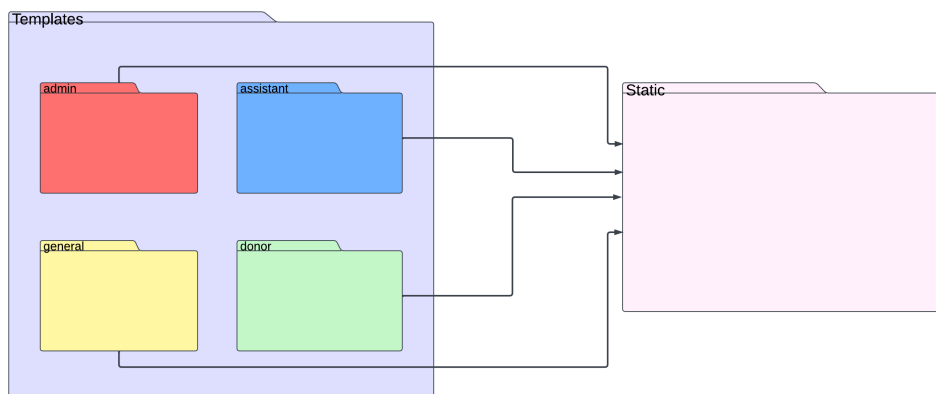 Templates
admin
assistant
Static
general
donor